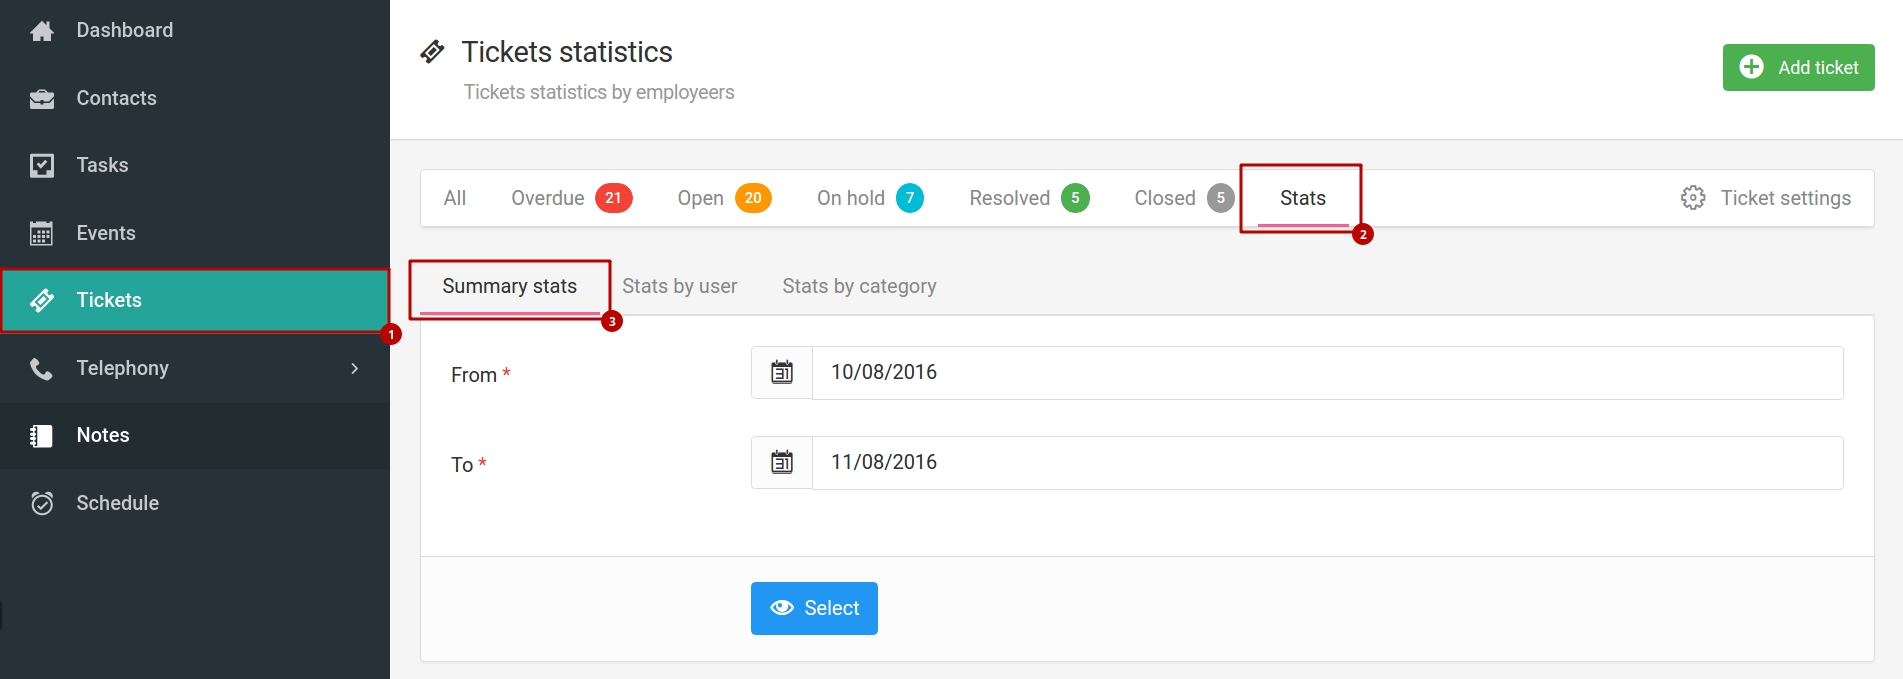 Dashboard
Contacts
Tasks
Events
Tickets
1
Telephony
Notes
Schedule
Tickets statistics
Tickets statistics by employeers
Add ticket
All Overdue 21 Open 20 On hold 7 Resolved 5 Closed 5 Stats Ticket settings
2
Summary stats Stats by user Stats by category
3
From * 31 10/08/2016
To * 31 11/08/2016
Select